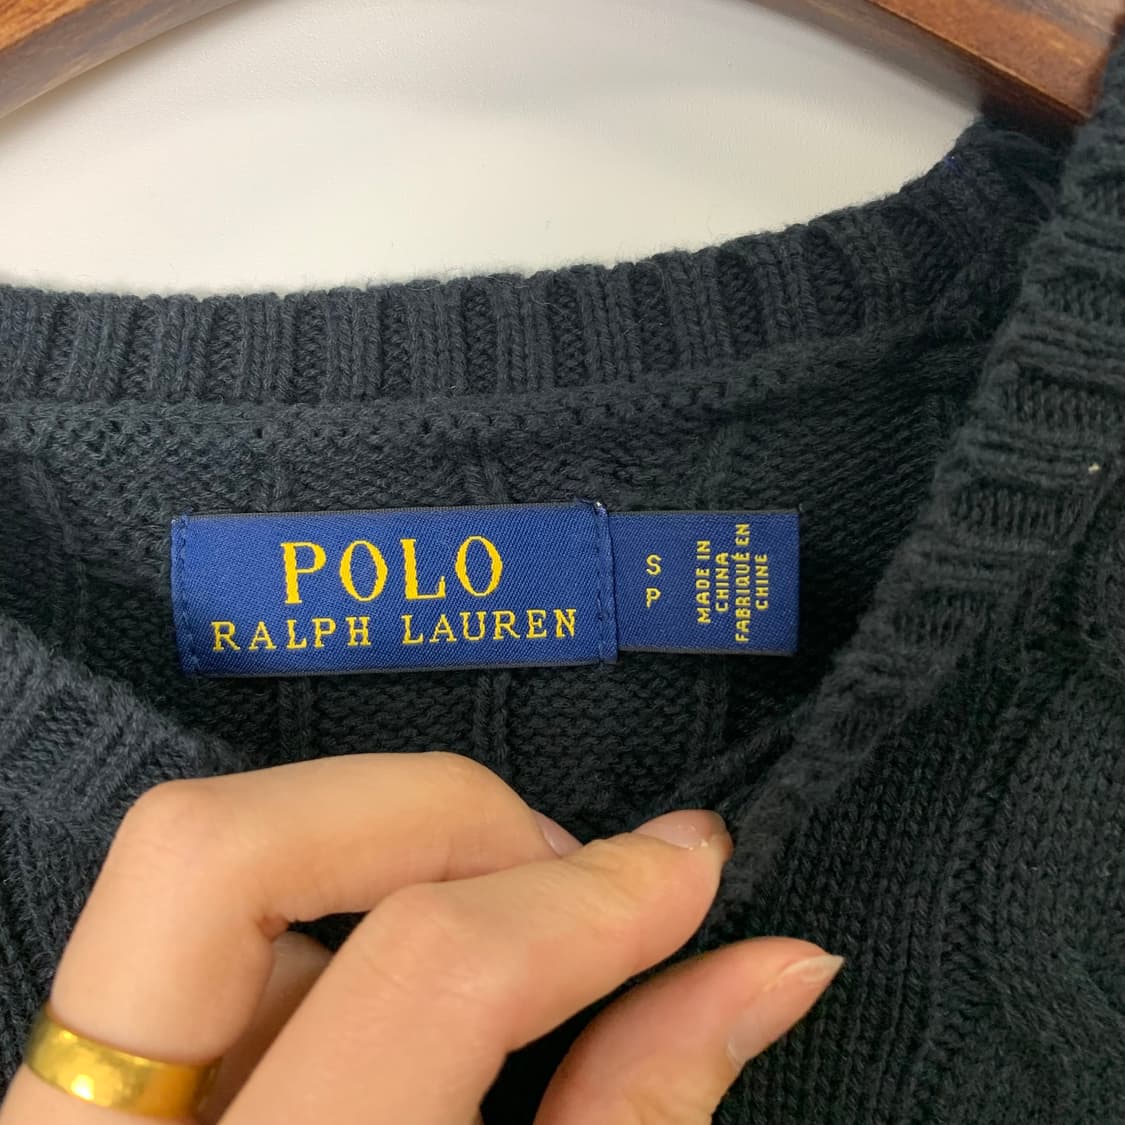 POLO
RALPH LAUREN
S
P
MADE IN
CHINA
FABRIQUÉ EN
CHINE